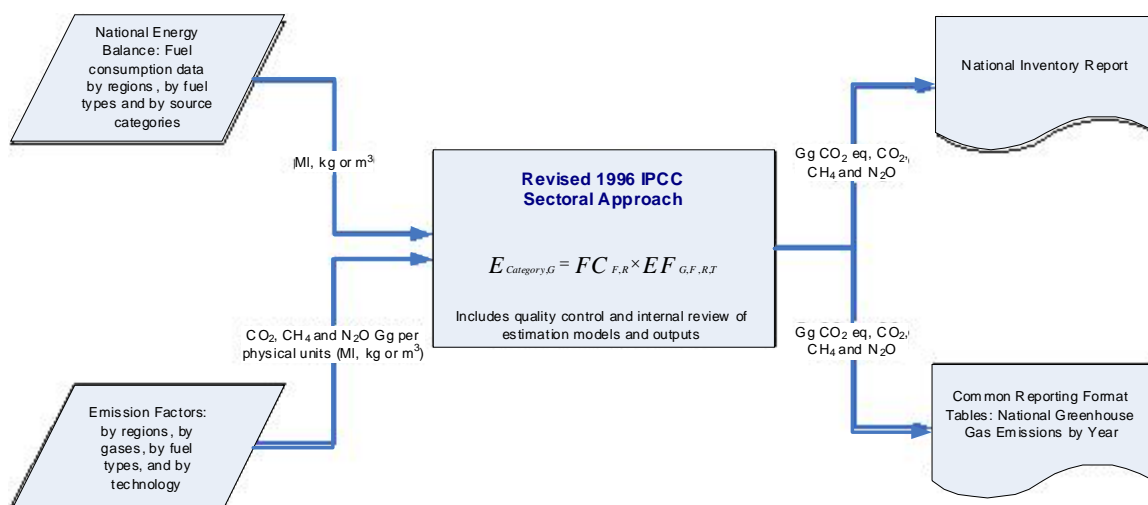 National Energy
Balance: Fuel
consumption data
by regions, by fuel
types and by source
categories
Ml, kg or m³
CO₂, CH₄ and N₂O Gg per
physical units (Ml, kg or m³)
Emission Factors:
by regions, by
gases, by fuel
types, and by
technology
Revised 1996 IPCC
Sectoral Approach
E Category,G = FC F,R × EF G,F,R,T
Includes quality control and internal review of
estimation models and outputs
Gg CO₂ eq, CO₂,
CH₄ and N₂O
National Inventory Report
Gg CO₂ eq, CO₂,
CH₄ and N₂O
Common Reporting Format
Tables: National Greenhouse
Gas Emissions by Year